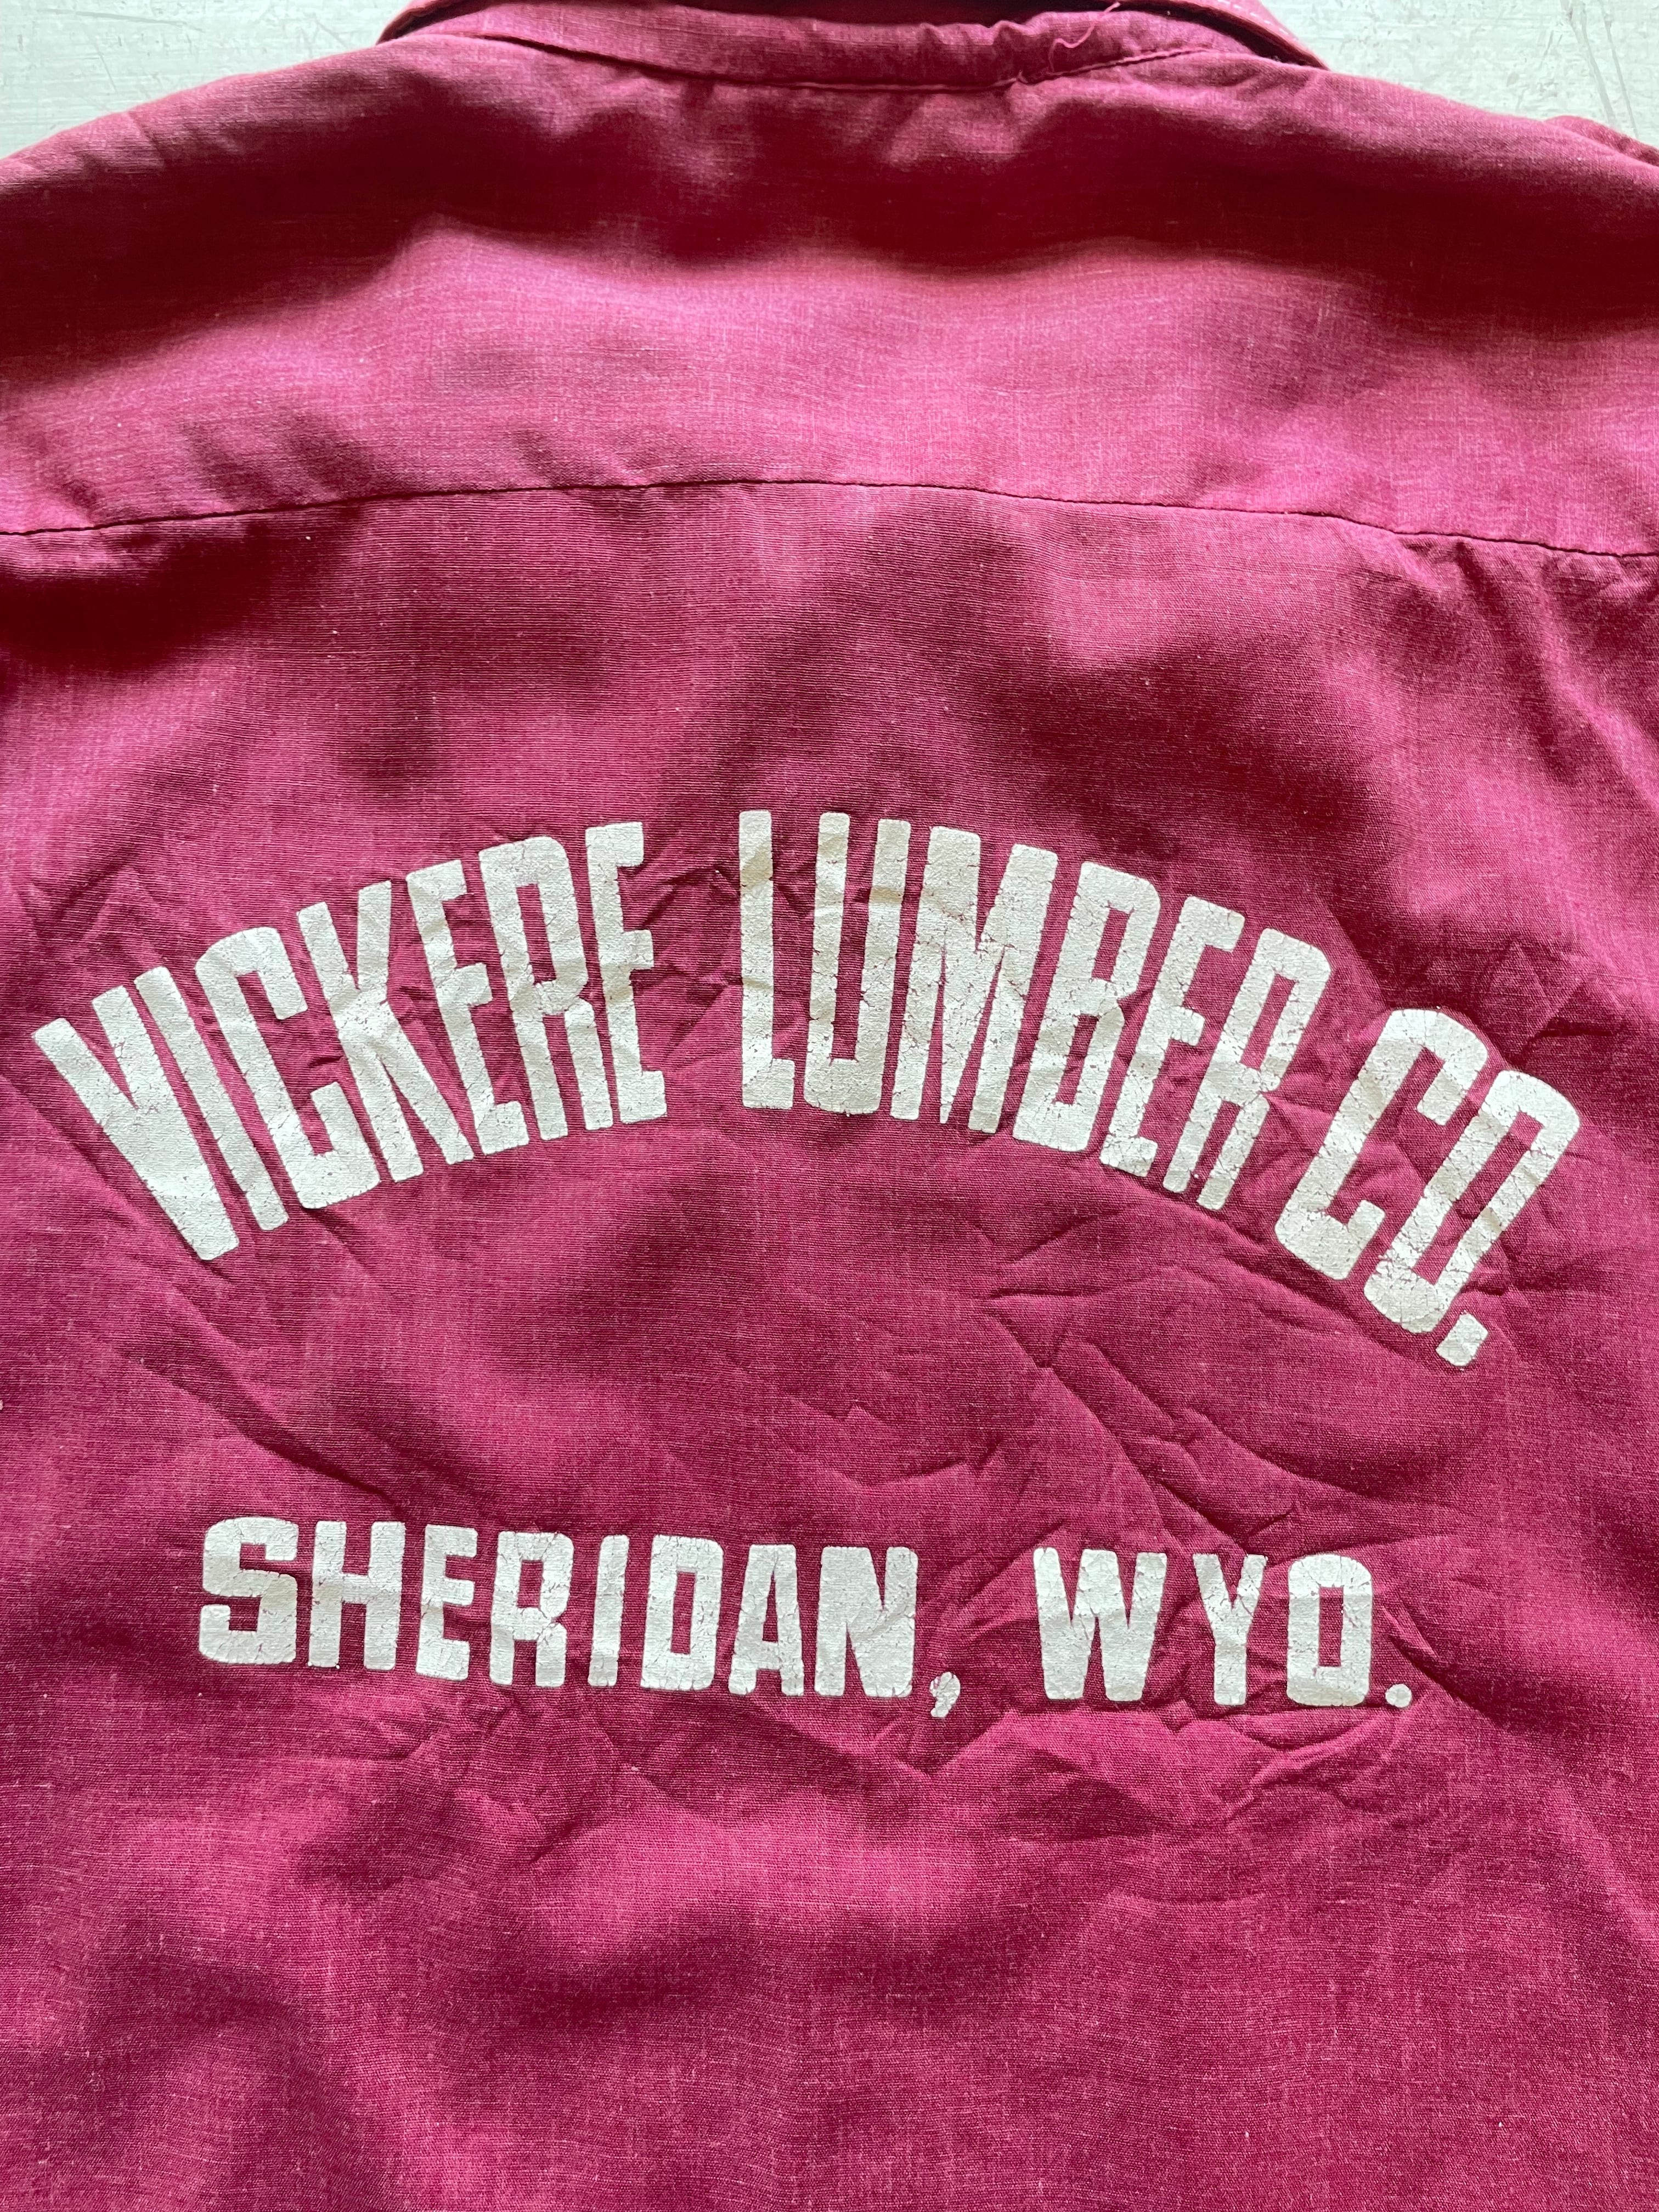 VICKERE LUMBER CO.
SHERIDAN, WYO.